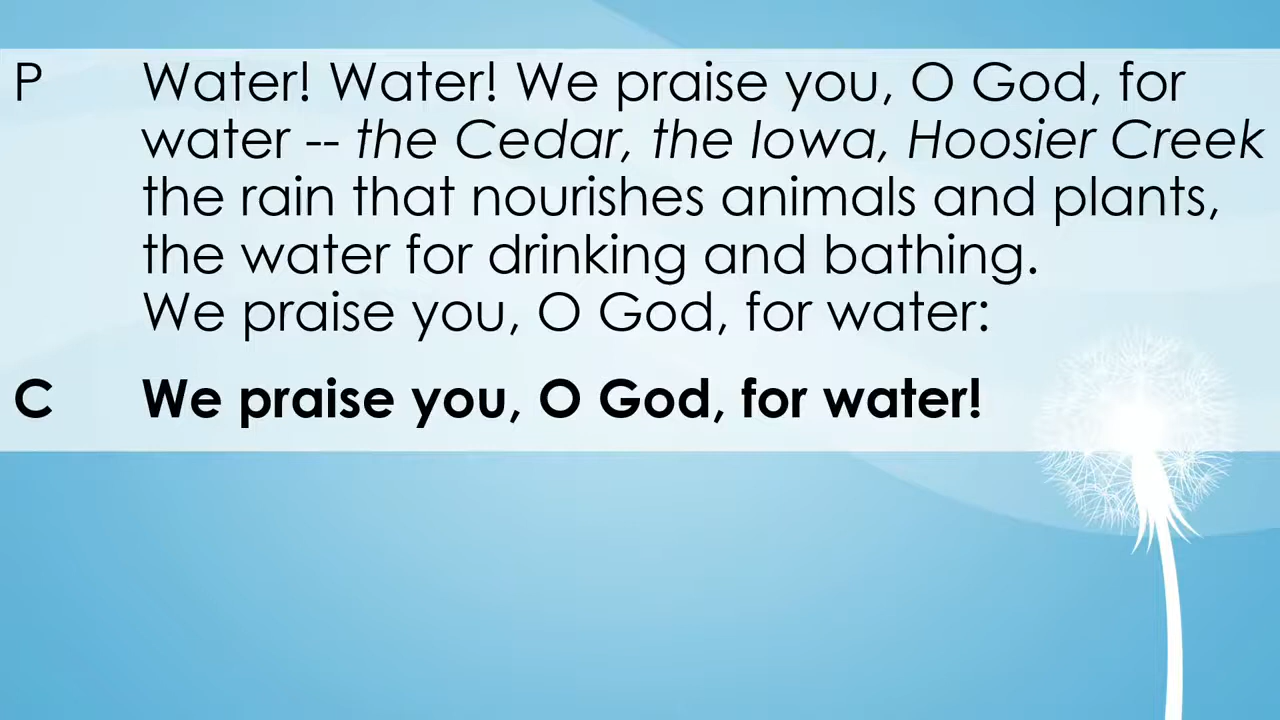 P Water! Water! We praise you, O God, for
water -- the Cedar, the Iowa, Hoosier Creek
the rain that nourishes animals and plants,
the water for drinking and bathing.
We praise you, O God, for water:
C We praise you, O God, for water!